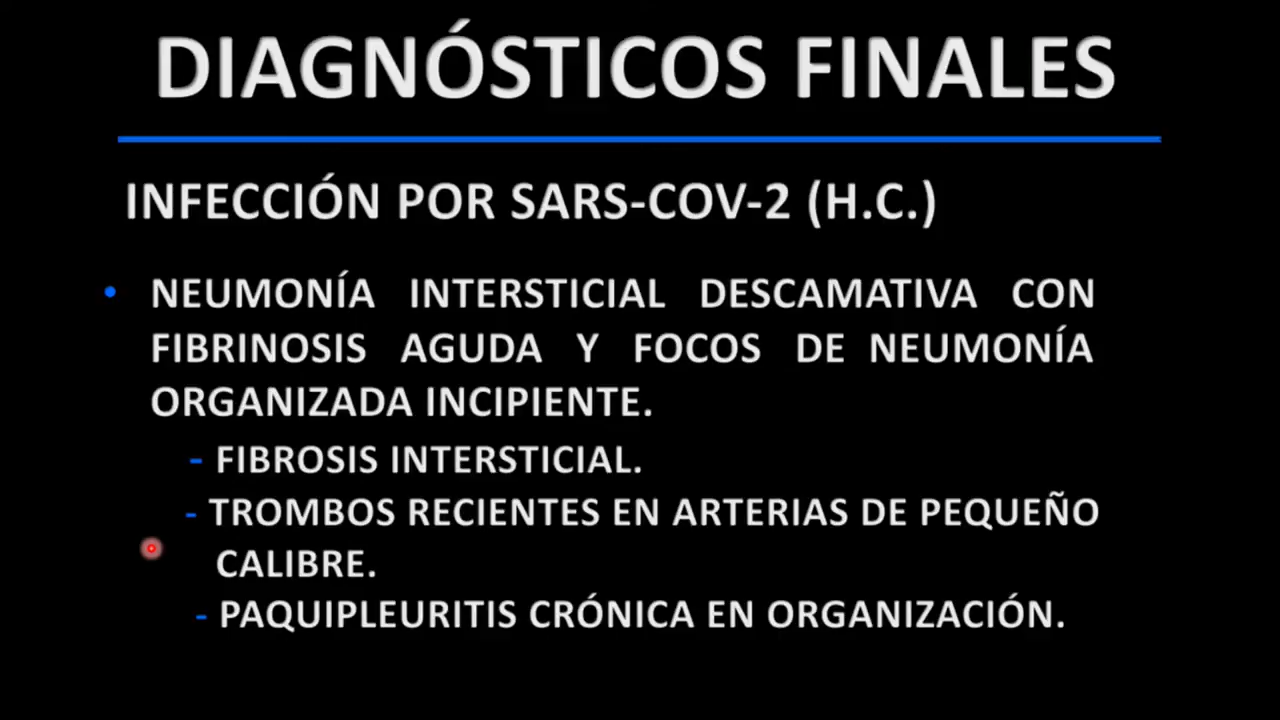 DIAGNÓSTICOS FINALES
INFECCIÓN POR SARS-COV-2 (H.C.)
• NEUMONÍA INTERSTICIAL DESCAMATIVA CON
FIBRINOSIS AGUDA Y FOCOS DE NEUMONÍA
ORGANIZADA INCIPIENTE.
- FIBROSIS INTERSTICIAL.
- TROMBOS RECIENTES EN ARTERIAS DE PEQUEÑO
CALIBRE.
- PAQUIPLEURITIS CRÓNICA EN ORGANIZACIÓN.